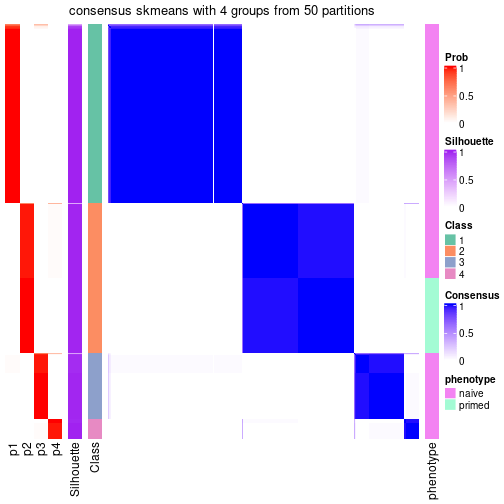 consensus skmeans with 4 groups from 50 partitions
Prob
1
0.5
0
Silhouette
1
0.5
0
Class
1
2
3
4
Consensus
1
0.5
0
phenotype
naive
primed
p1
p2
p3
p4
Silhouette
Class
phenotype